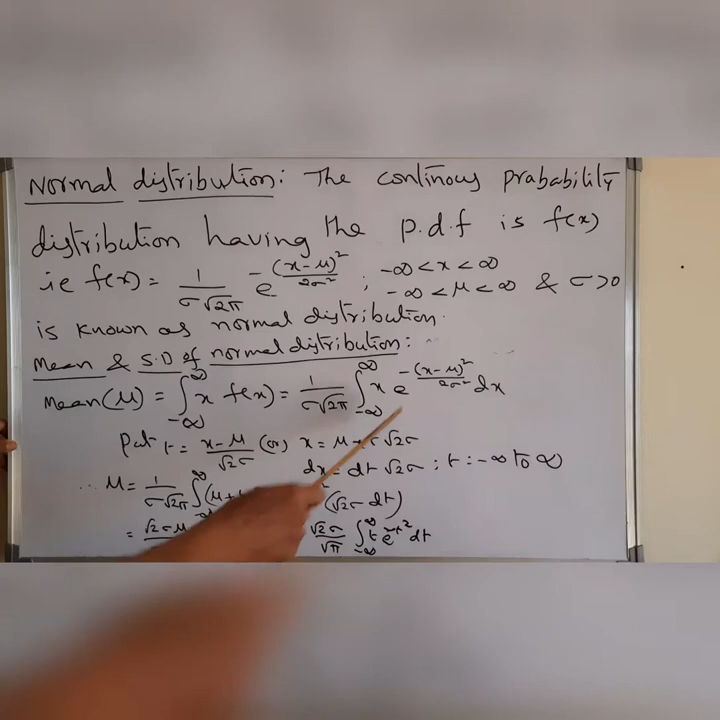 Normal distribution: The continous prabability
distribution having the p.d.f is f(x)
ie f(x) = 1/(σ√2π) e^-(x-μ)²/2σ² ; -∞<x<∞
-∞<μ<∞ & σ>0
is known as normal distribution.
Mean & S.D of normal distribution:
Mean(μ) = ∫_-∞^∞ x f(x) = 1/(σ√2π) ∫_-∞^∞ x e^-(x-μ)²/2σ² dx
Put t = (x-μ)/(√2σ) (or) x = μ+t√2σ
dx = dt √2σ ; t:-∞ to ∞
∴ μ = 1/(σ√2π) ∫ (μ+ (√2σ dt)
= √2σμ √2σ/√π ∫_-∞^∞ t e^-t² dt